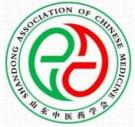 SHANDONG ASSOCIATION OF CHINESE MEDICINE
山东中医药学会